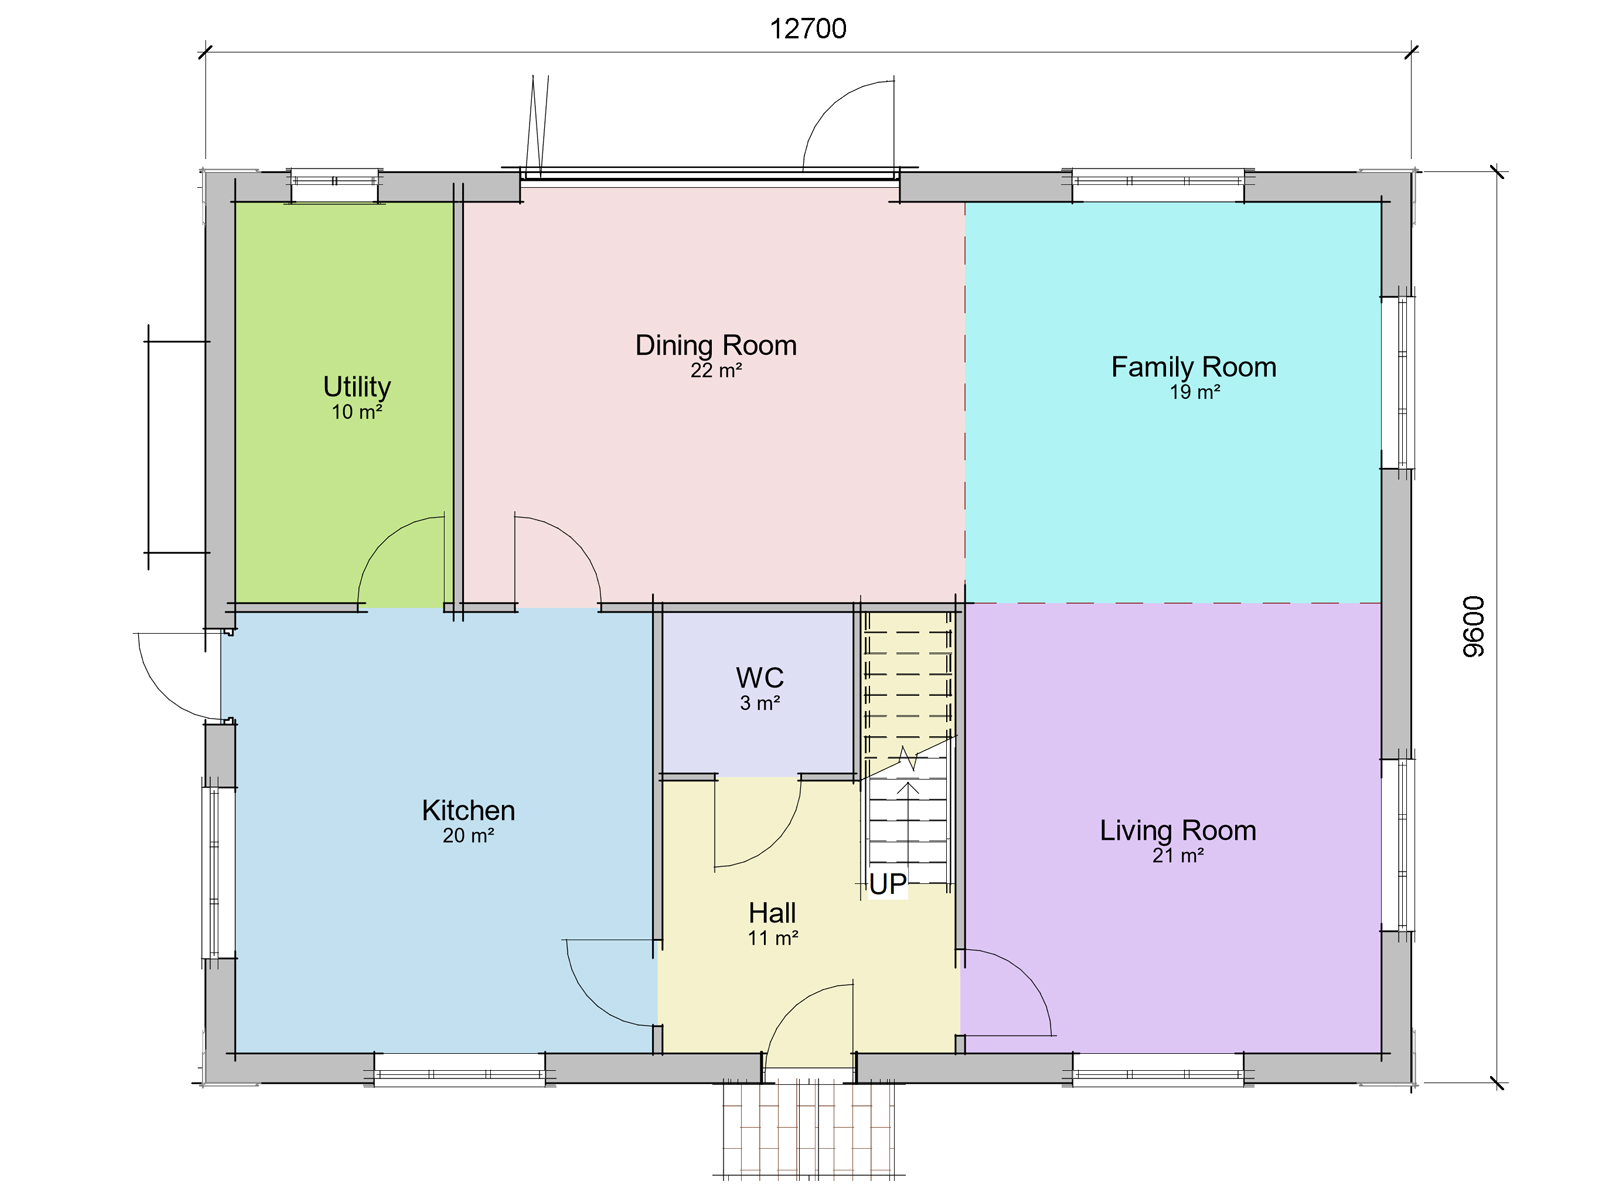 12700
Dining Room
22 m²
Family Room
19 m²
Utility
10 m²
9600
WC
3 m²
Kitchen
20 m²
Living Room
21 m²
UP
Hall
11 m²